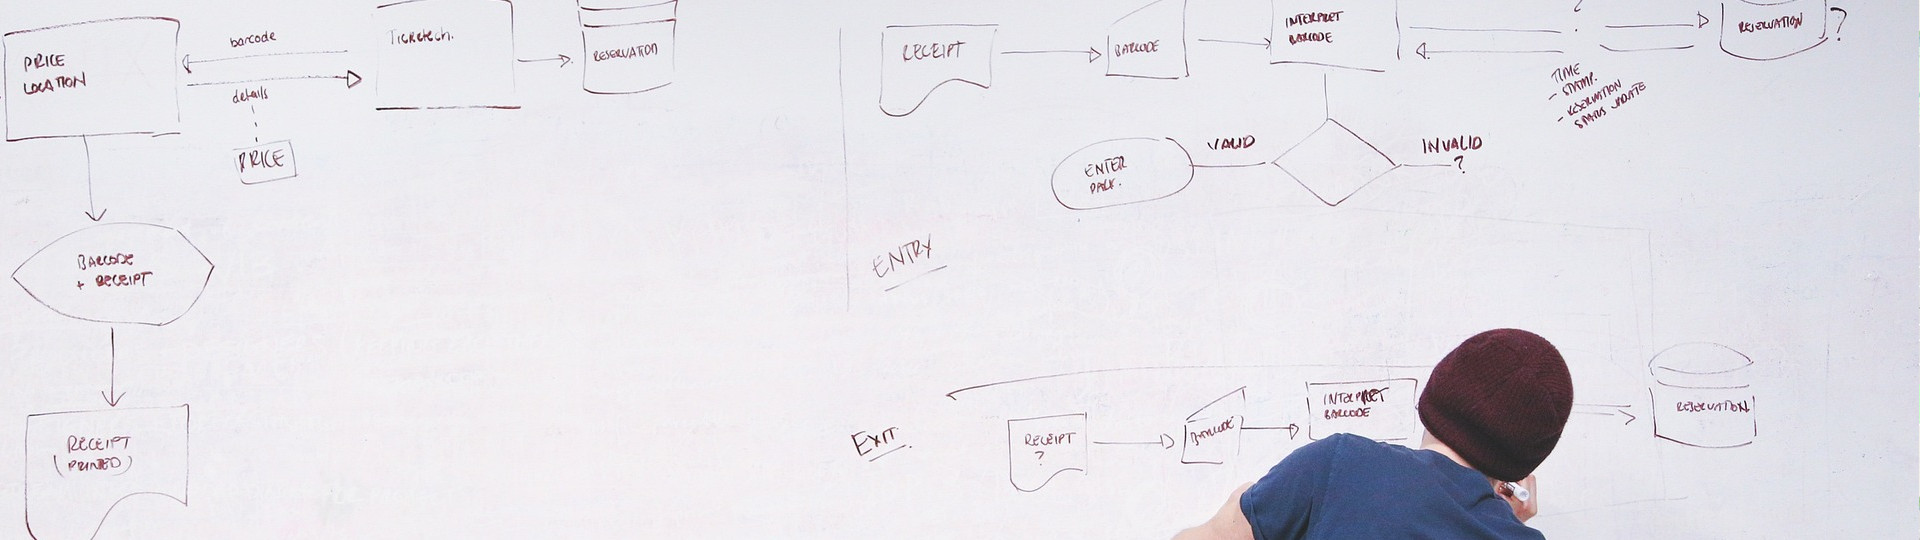 PRICE
LOCATION
barcode
details
PRICE
Ticketech.
RESERVATION
BARCODE
+ RECEIPT
RECEIPT
(PRINTED)
RECEIPT
BARCODE
INTERPRET
BARCODE
?
TIME
- STAMP.
- RESERVATION
STATUS UPDATE
RESERVATION
?
VALID
INVALID
?
ENTER
PARK.
ENTRY
EXIT.
RECEIPT
?
BARCODE
INTERPRET
BARCODE
RESERVATION